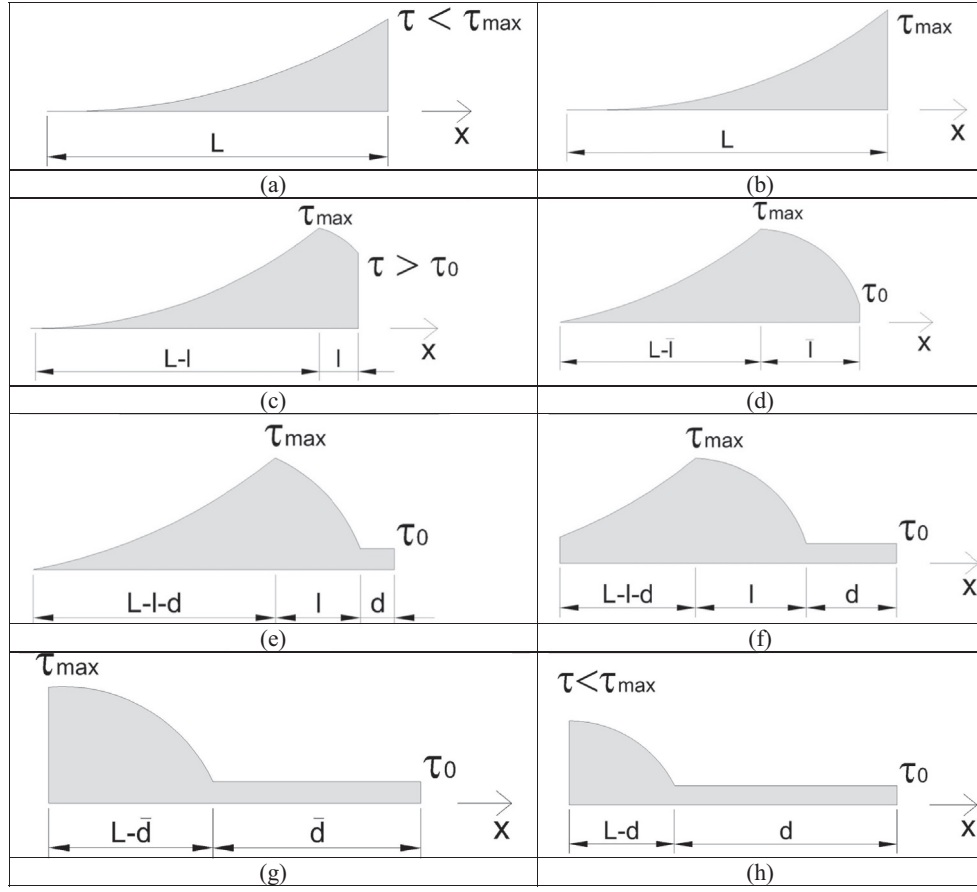 τ < τmax
x
L
(a)
τmax
x
L
(b)
τmax
τ > τ0
x
L-l
l
(c)
τmax
τ0
x
L-l̄
l̄
(d)
τmax
τ0
L-l-d
l
d
(e)
τmax
τ0
x
L-l-d
l
d
(f)
τmax
τ0
x
L-d̄
d̄
(g)
τ<τmax
τ0
x
L-d
d
(h)